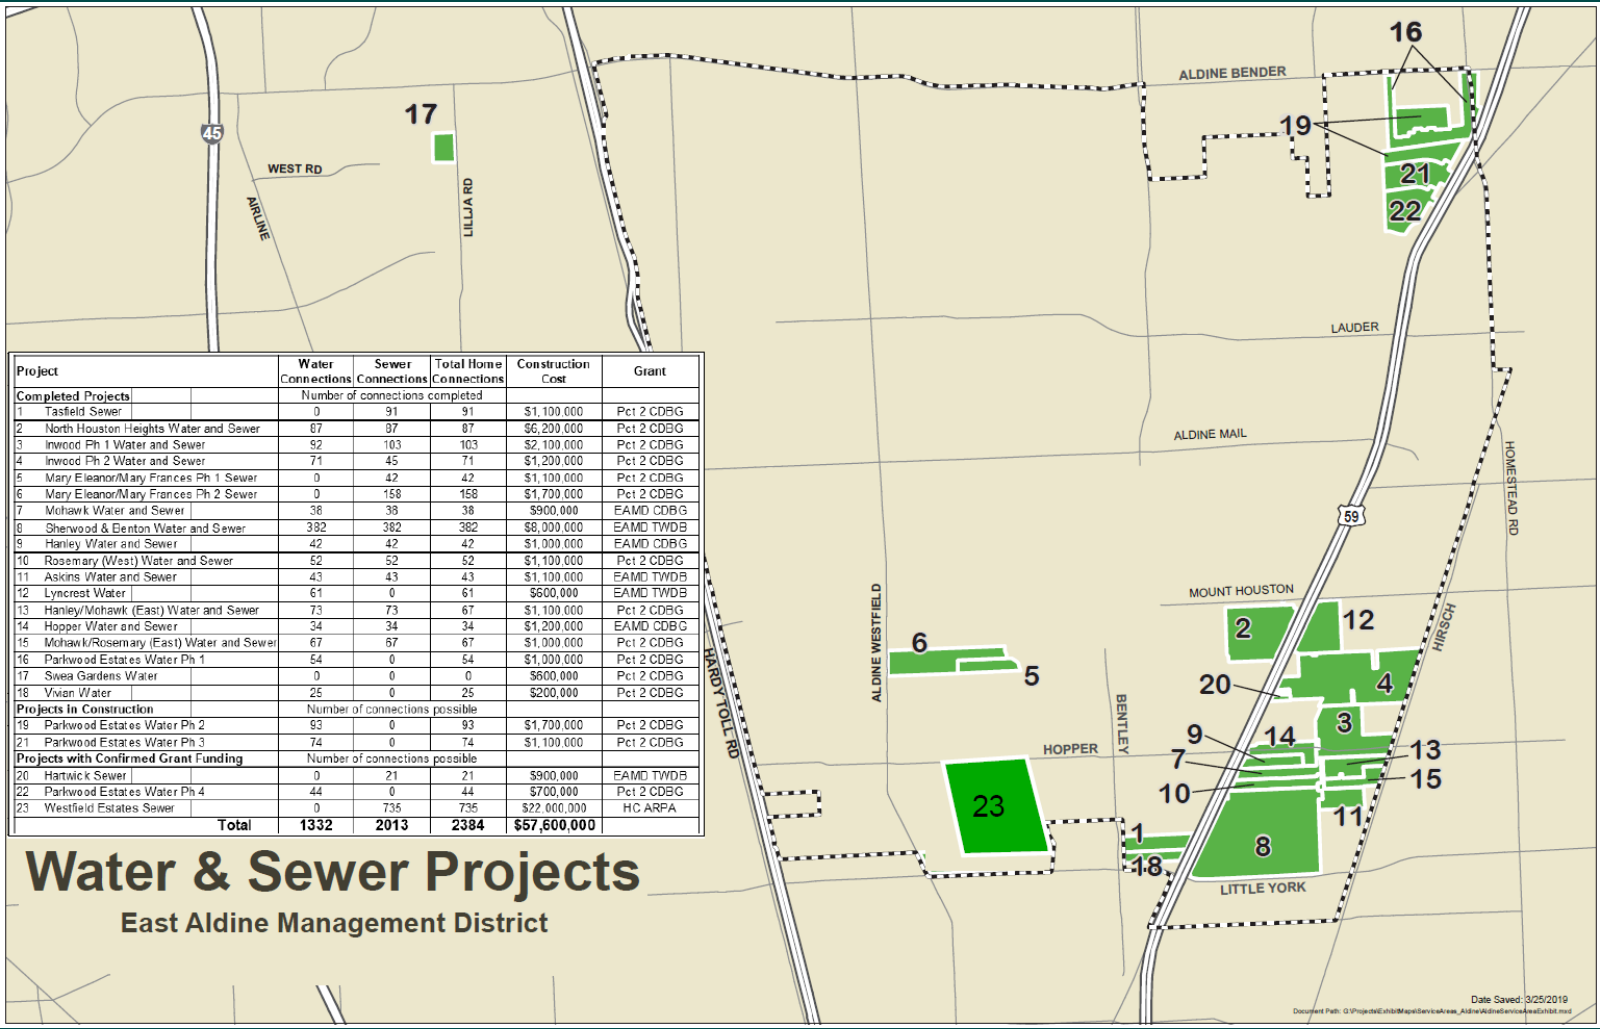 16
ALDINE BENDER
17
19
45
WEST RD
21
AIRLINE
LILLJA RD
22
LAUDER
Project Water Connections Sewer Connections Total Home Connections Construction Cost Grant
Completed Projects Number of connections completed
1 Tasfield Sewer 0 91 91 $1,100,000 Pct 2 CDBG
2 North Houston Heights Water and Sewer 87 87 87 $6,200,000 Pct 2 CDBG
3 Inwood Ph 1 Water and Sewer 92 103 103 $2,100,000 Pct 2 CDBG
4 Inwood Ph 2 Water and Sewer 71 45 71 $1,200,000 Pct 2 CDBG
5 Mary Eleanor/Mary Frances Ph 1 Sewer 0 42 42 $1,100,000 Pct 2 CDBG
6 Mary Eleanor/Mary Frances Ph 2 Sewer 0 158 158 $1,700,000 Pct 2 CDBG
7 Mohawk Water and Sewer 38 38 38 $900,000 EAMD CDBG
8 Sherwood & Benton Water and Sewer 382 382 382 $8,000,000 EAMD TWDB
9 Hanley Water and Sewer 42 42 42 $1,000,000 EAMD CDBG
10 Rosemary (West) Water and Sewer 52 52 52 $1,100,000 Pct 2 CDBG
11 Askins Water and Sewer 43 43 43 $1,100,000 EAMD TWDB
12 Lyncrest Water 61 0 61 $600,000 EAMD TWDB
13 Hanley/Mohawk (East) Water and Sewer 73 73 67 $1,100,000 Pct 2 CDBG
14 Hopper Water and Sewer 34 34 34 $1,200,000 EAMD CDBG
15 Mohawk/Rosemary (East) Water and Sewer 67 67 67 $1,000,000 Pct 2 CDBG
16 Parkwood Estates Water Ph 1 54 0 54 $1,000,000 Pct 2 CDBG
17 Swea Gardens Water 0 0 0 $600,000 Pct 2 CDBG
18 Vivian Water 25 0 25 $200,000 Pct 2 CDBG
Projects in Construction Number of connections possible
19 Parkwood Estates Water Ph 2 93 0 93 $1,700,000 Pct 2 CDBG
21 Parkwood Estates Water Ph 3 74 0 74 $1,100,000 Pct 2 CDBG
Projects with Confirmed Grant Funding Number of connections possible
20 Hartwick Sewer 0 21 21 $900,000 EAMD TWDB
22 Parkwood Estates Water Ph 4 44 0 44 $700,000 Pct 2 CDBG
23 Westfield Estates Sewer 0 735 735 $22,000,000 HC ARPA
Total 1332 2013 2384 $57,600,000
ALDINE MAIL
HOMESTEAD RD
59
MOUNT HOUSTON
ALDINE WESTFIELD
HIRSCH
2
12
6
5
20
4
HARDY TOLL RD
BENTLEY
3
9
14
HOPPER
7
13
10
15
23
11
1
8
18
LITTLE YORK
Water & Sewer Projects
East Aldine Management District
Date Saved: 3/25/2019
Document Path: G:\Projects\ExhibitMaps\ServiceAreas_Aldine\AldineServiceAreaExhibit.mxd